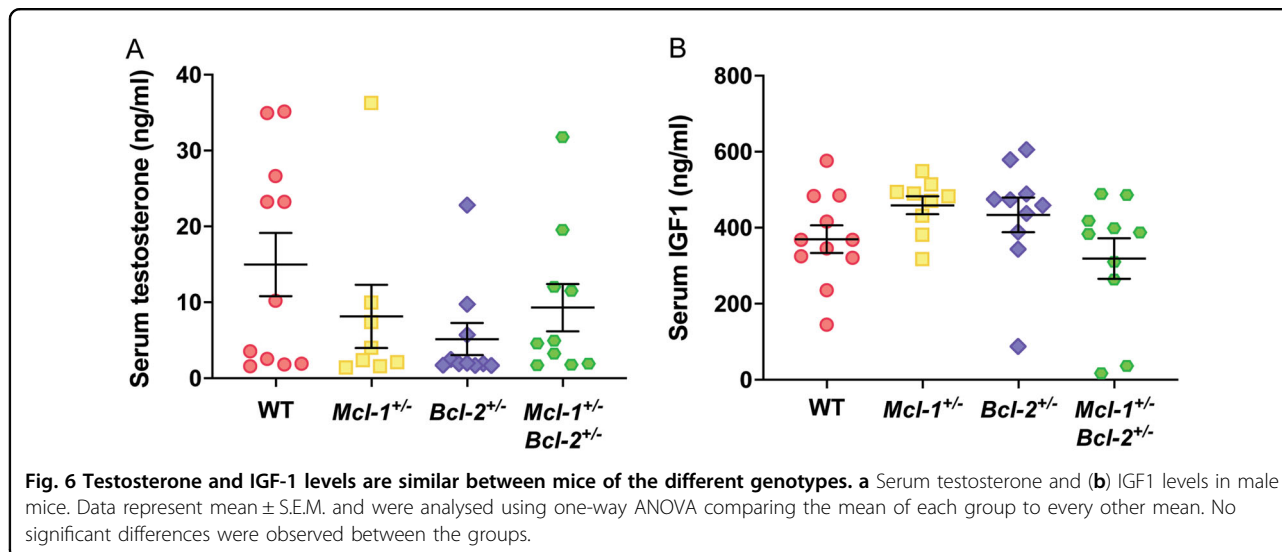 A
Serum testosterone (ng/ml)
40
30
20
10
0
WT
Mcl-1+/-
Bcl-2+/-
Mcl-1+/-
Bcl-2+/-
B
Serum IGF1 (ng/ml)
800
600
400
200
0
WT
Mcl-1+/-
Bcl-2+/-
Mcl-1+/-
Bcl-2+/-
Fig. 6 Testosterone and IGF-1 levels are similar between mice of the different genotypes. a Serum testosterone and (b) IGF1 levels in male
mice. Data represent mean ± S.E.M. and were analysed using one-way ANOVA comparing the mean of each group to every other mean. No
significant differences were observed between the groups.